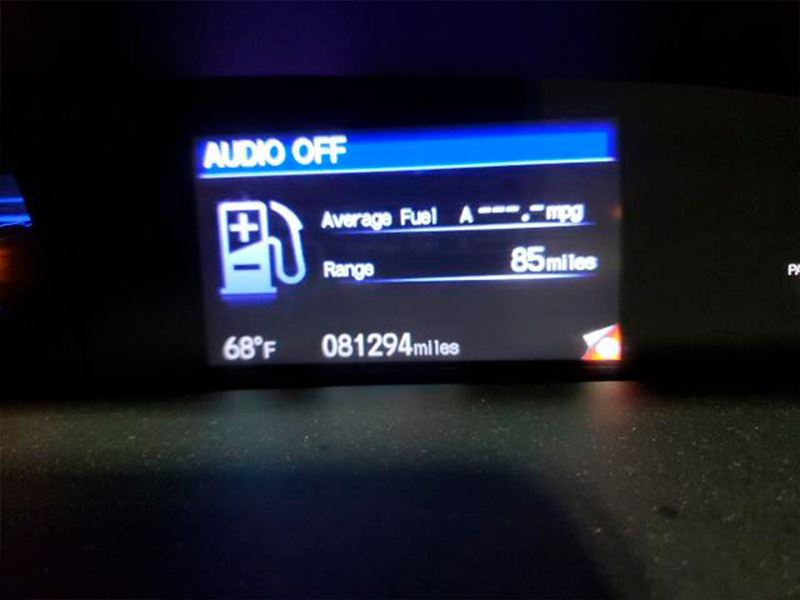 AUDIO OFF
Average Fuel A ---.- mpg
Range 85miles
68°F 081294miles